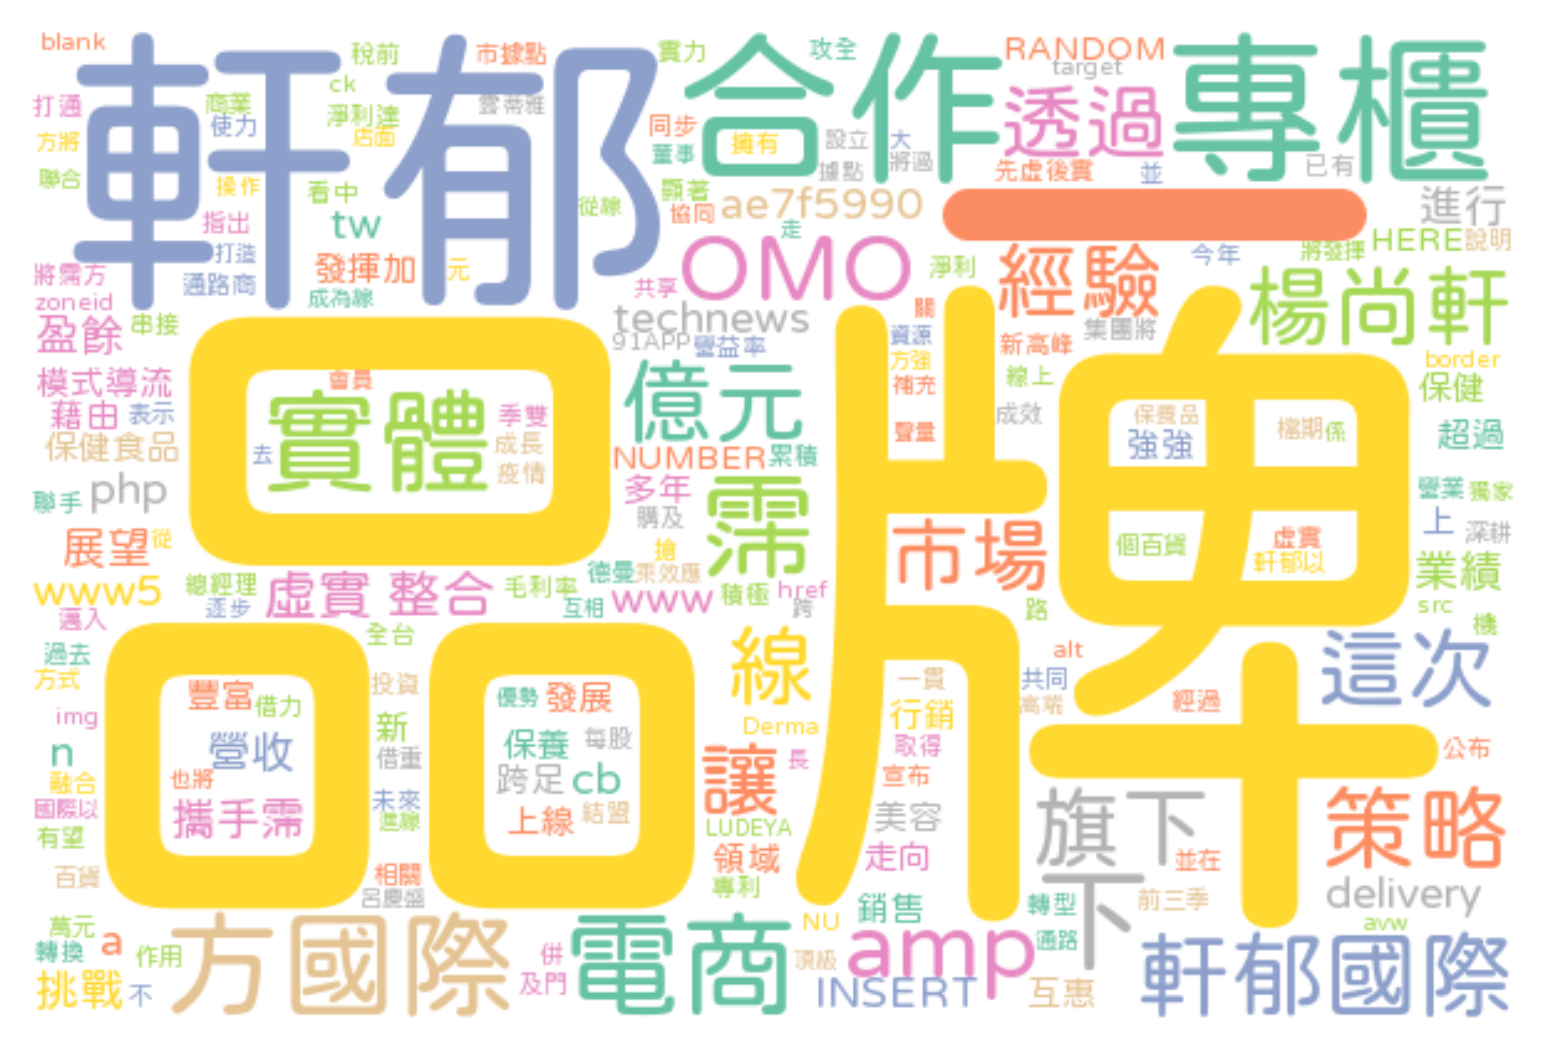 blank
軒郁
稅前
市據點
實力
合作
攻全
RANDOM
target
專櫃
ck
打通
商業
淨利達
雲蒂雅
透過
使力
店面
同步
擁有
設立
大
方將
董事
將過
先虛後實
並
已有
聯合
操作
看中
顯著
據點
從線
協同
ae7f5990
一
進行
指出
tw
走
HERE
說明
打造
發揮加
元
OMO
淨利
經驗
今年
將發揮
將霈方
通路商
成為線
共享
楊尚軒
zoneid
technews
關
集團將
盈餘
串接
91APP
豐益率
資源
新高峰
品牌
方強
border
模式導流
會員
億元
補充
線上
保健
藉由
表示
實體
季雙
聲量
成效
保養品
檔期
係
超過
保健食品
去
成長
強強
疫情
NUMBER
累積
聯手
php
多年
霈
購及
豐業
獨家
上
深耕
展望
從
搶
市場
個百貨
虛實
軒郁以
業績
www5
總經理
虛實
整合
毛利率
德曼
乘效應
逐步
互相
www
積極
href
跨
路
src
機
邁入
全台
過去
線
alt
這次
方式
豐富
借力
投資
優勢
發展
一貫
共同
高端
經過
img
新
Derma
行銷
n
營收
保養
每股
取得
公布
借重
讓
長
融合
也將
跨足
cb
宣布
國際以
攜手霈
未來
進線
上線
結盟
LUDEYA
美容
旗下
策略
有望
領域
走向
並在
百貨
相關
專利
下
delivery
呂慶盛
萬元
方國際
電商
NU
銷售
轉型
前三季
avw
轉換
a
作用
併
頂級
amp
通路
軒郁國際
挑戰
不
及門
INSERT
互惠